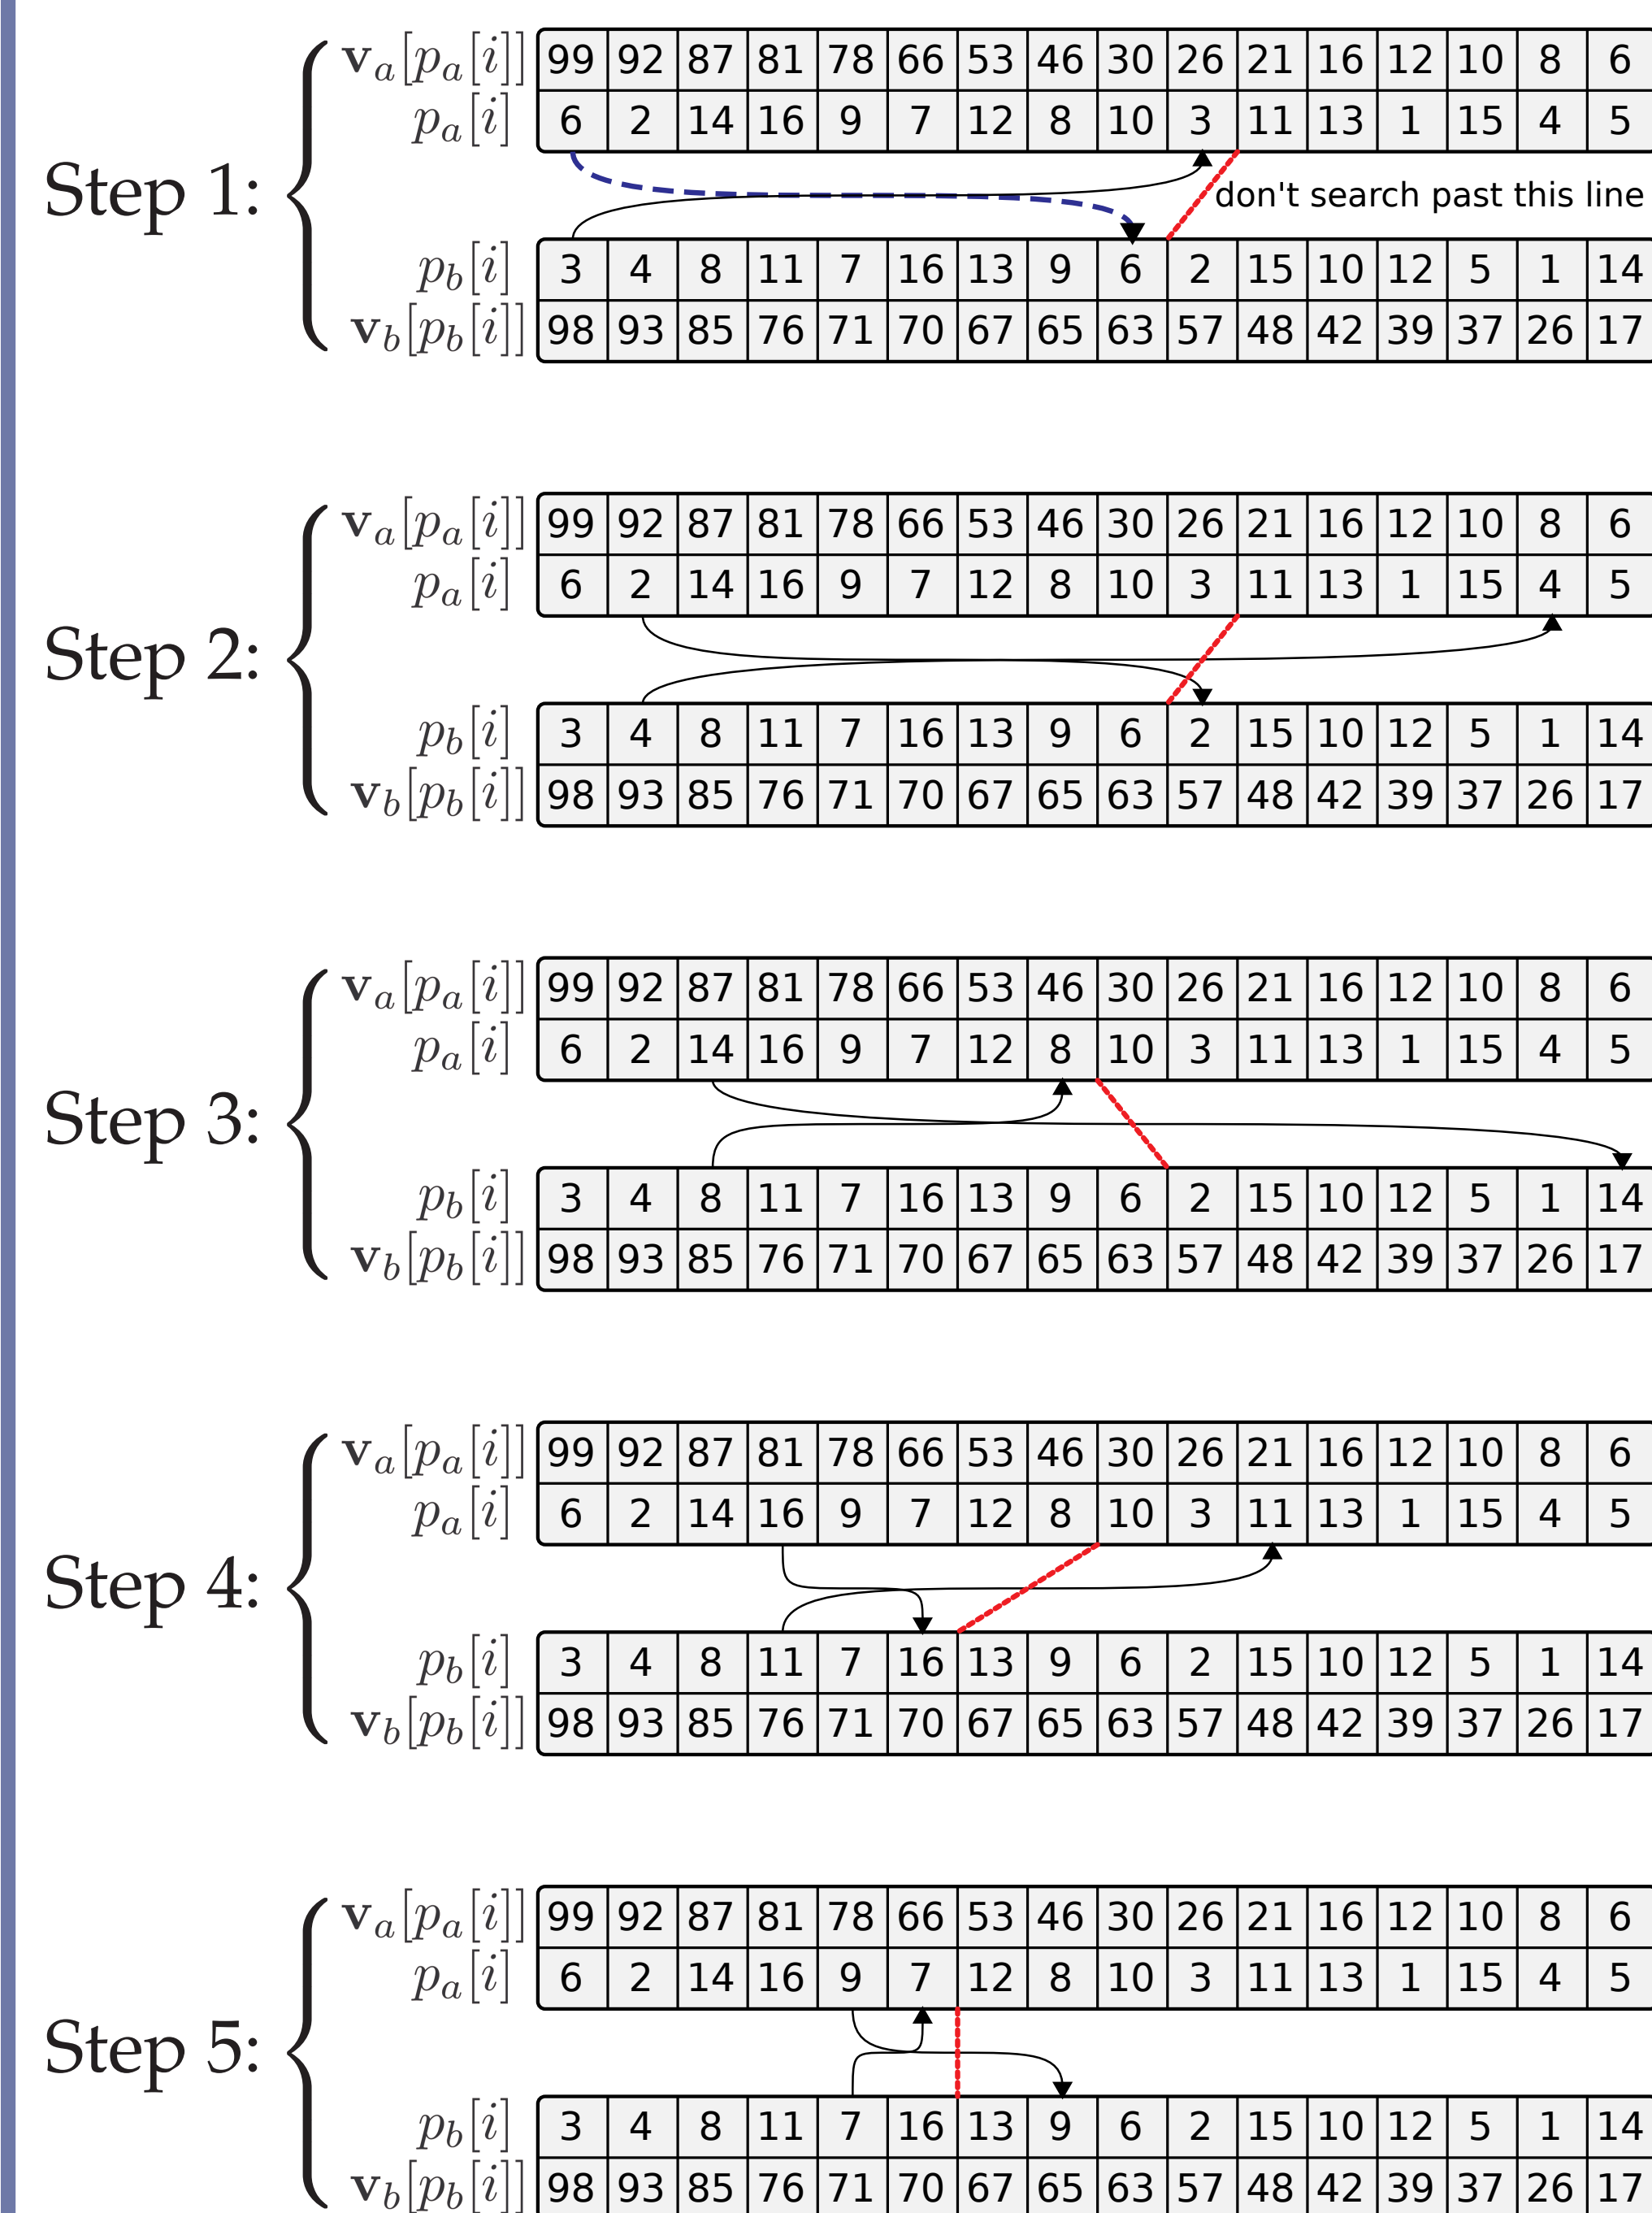 v_a[p_a[i]] 99 92 87 81 78 66 53 46 30 26 21 16 12 10 8 6
p_a[i] 6 2 14 16 9 7 12 8 10 3 11 13 1 15 4 5
Step 1:
don't search past this line
p_b[i] 3 4 8 11 7 16 13 9 6 2 15 10 12 5 1 14
v_b[p_b[i]] 98 93 85 76 71 70 67 65 63 57 48 42 39 37 26 17
v_a[p_a[i]] 99 92 87 81 78 66 53 46 30 26 21 16 12 10 8 6
p_a[i] 6 2 14 16 9 7 12 8 10 3 11 13 1 15 4 5
Step 2:
p_b[i] 3 4 8 11 7 16 13 9 6 2 15 10 12 5 1 14
v_b[p_b[i]] 98 93 85 76 71 70 67 65 63 57 48 42 39 37 26 17
v_a[p_a[i]] 99 92 87 81 78 66 53 46 30 26 21 16 12 10 8 6
p_a[i] 6 2 14 16 9 7 12 8 10 3 11 13 1 15 4 5
Step 3:
p_b[i] 3 4 8 11 7 16 13 9 6 2 15 10 12 5 1 14
v_b[p_b[i]] 98 93 85 76 71 70 67 65 63 57 48 42 39 37 26 17
v_a[p_a[i]] 99 92 87 81 78 66 53 46 30 26 21 16 12 10 8 6
p_a[i] 6 2 14 16 9 7 12 8 10 3 11 13 1 15 4 5
Step 4:
p_b[i] 3 4 8 11 7 16 13 9 6 2 15 10 12 5 1 14
v_b[p_b[i]] 98 93 85 76 71 70 67 65 63 57 48 42 39 37 26 17
v_a[p_a[i]] 99 92 87 81 78 66 53 46 30 26 21 16 12 10 8 6
p_a[i] 6 2 14 16 9 7 12 8 10 3 11 13 1 15 4 5
Step 5:
p_b[i] 3 4 8 11 7 16 13 9 6 2 15 10 12 5 1 14
v_b[p_b[i]] 98 93 85 76 71 70 67 65 63 57 48 42 39 37 26 17